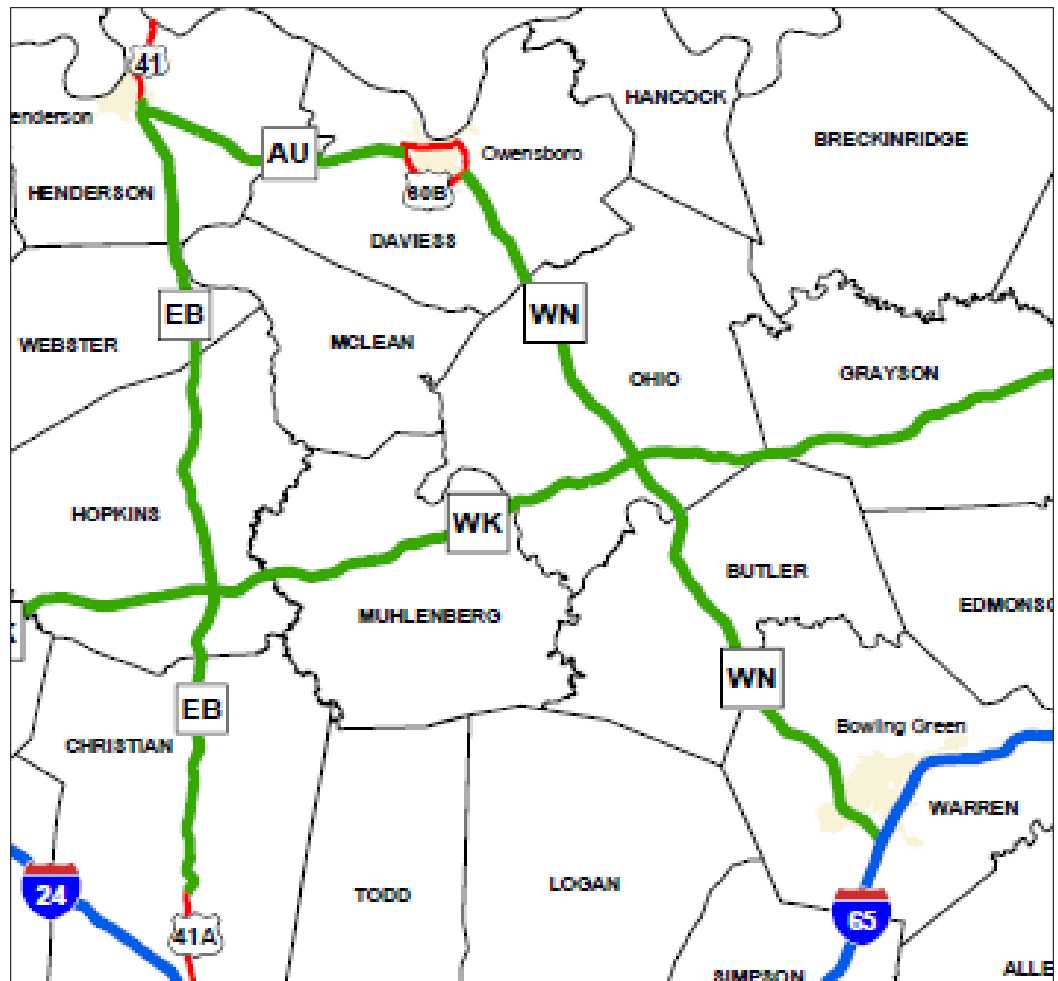 41
HANCOCK
enderson
BRECKINRIDGE
AU
Owensboro
60B
HENDERSON
DAVIESS
EB
WN
WEBSTER
MCLEAN
OHIO
GRAYSON
HOPKINS
WK
BUTLER
EDMONSO
MUHLENBERG
WN
EB
Bowling Green
CHRISTIAN
WARREN
24
TODD
LOGAN
65
41A
SIMPSON
ALLE